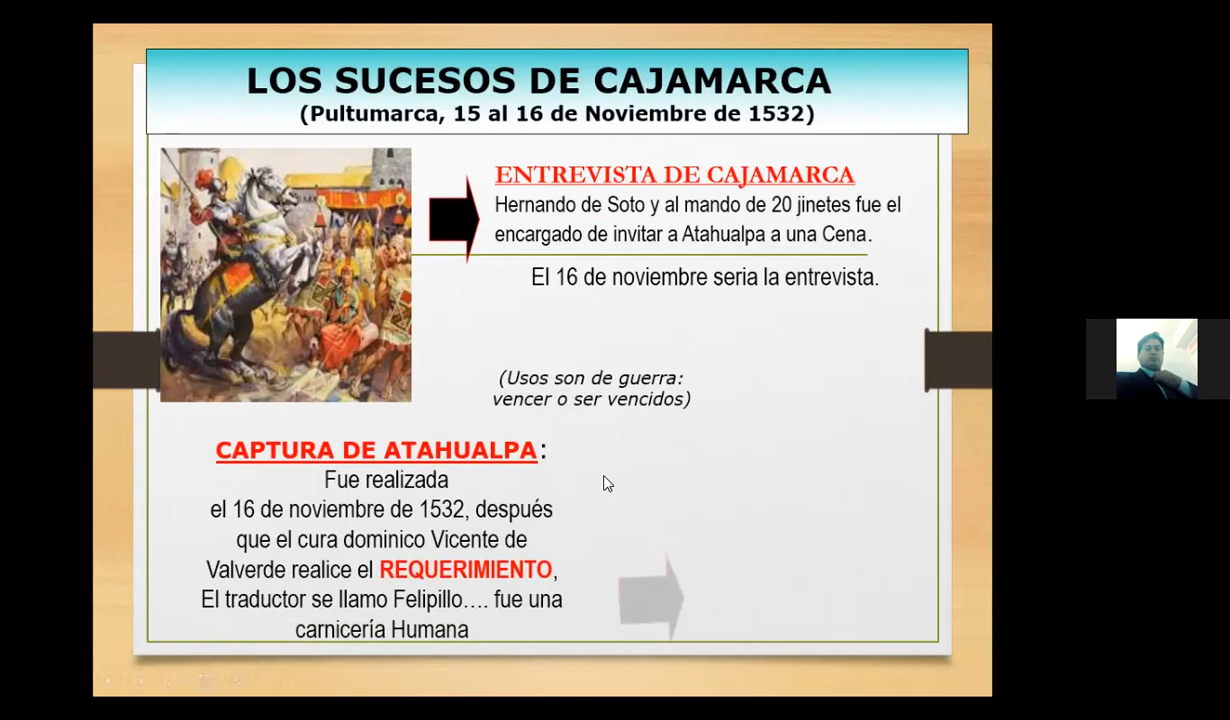 LOS SUCESOS DE CAJAMARCA
(Pultumarca, 15 al 16 de Noviembre de 1532)
ENTREVISTA DE CAJAMARCA
Hernando de Soto y al mando de 20 jinetes fue el
encargado de invitar a Atahualpa a una Cena.
El 16 de noviembre seria la entrevista.
(Usos son de guerra:
vencer o ser vencidos)
CAPTURA DE ATAHUALPA:
Fue realizada
el 16 de noviembre de 1532, después
que el cura dominico Vicente de
Valverde realice el REQUERIMIENTO,
El traductor se llamo Felipillo…. fue una
carnicería Humana